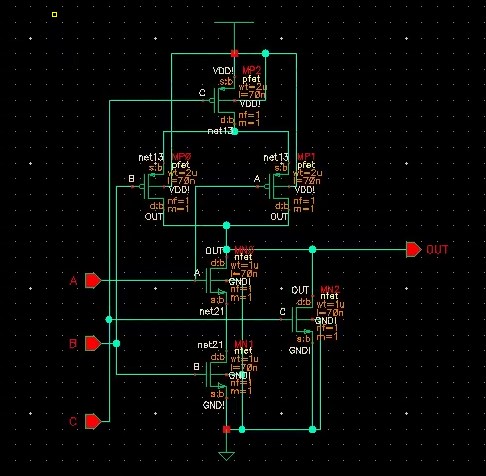 VDD!
MP2
s:b
pfet
wt=2u
l=70n
C
VDD!
d:b
nf=1
m=1
net13
net13
MP0
s:b
pfet
wt=2u
l=70n
B
VDD!
d:b
nf=1
m=1
OUT
net13
MP1
s:b
pfet
wt=2u
l=70n
A
VDD!
d:b
nf=1
m=1
OUT
OUT
OUT
d:b
nfet
wt=1u
l=70n
A
A
GND!
nf=1
m=1
s:b
net21
OUT
MN2
d:b
nfet
wt=1u
l=70n
C
GND!
nf=1
m=1
s:b
GND!
B
net21
MN1
d:b
nfet
wt=1u
l=70n
B
GND!
nf=1
m=1
s:b
GND!
C